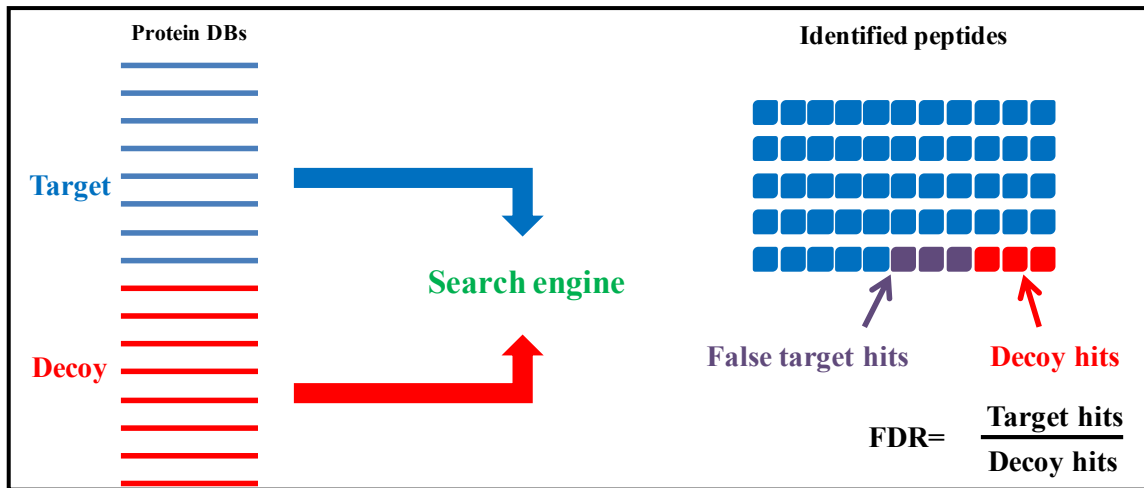 Protein DBs
Identified peptides
Target
Search engine
Decoy
False target hits
Decoy hits
FDR=
Target hits
Decoy hits